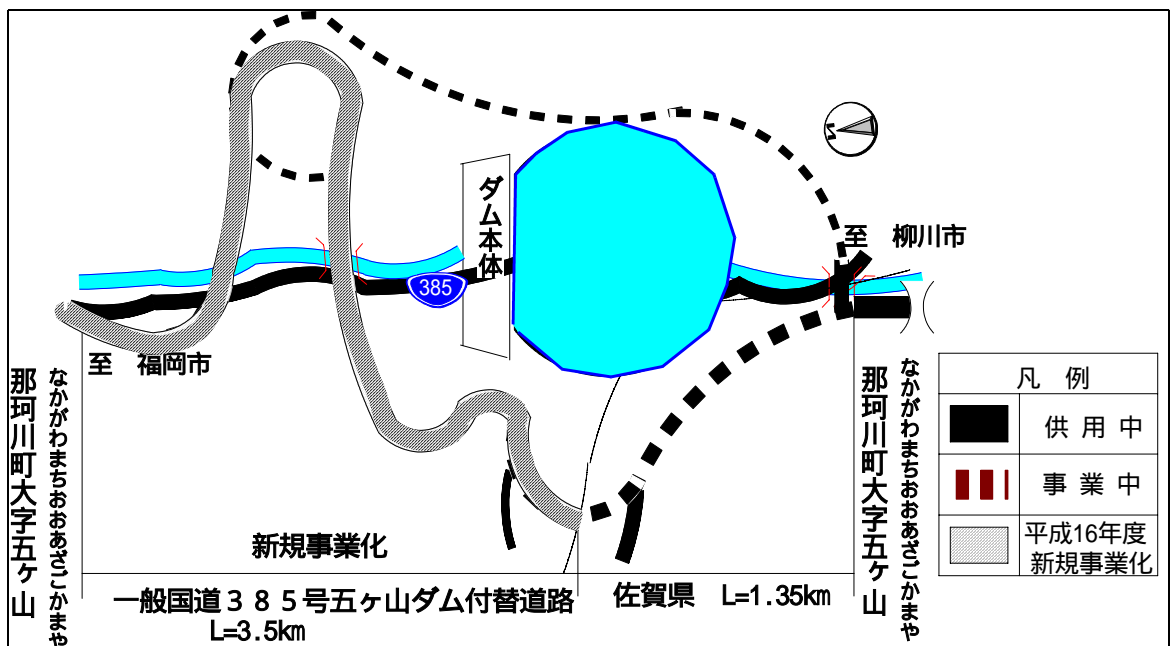 ダム本体
385
至　柳川市
至　福岡市
那珂川町大字五ヶ山
なかがわまちおおあざごかまや
新規事業化
一般国道３８５号五ヶ山ダム付替道路
L=3.5km
佐賀県　L=1.35km
那珂川町大字五ヶ山
なかがわまちおおあざごかまや
凡　例
供 用 中
事 業 中
平成16年度
新規事業化